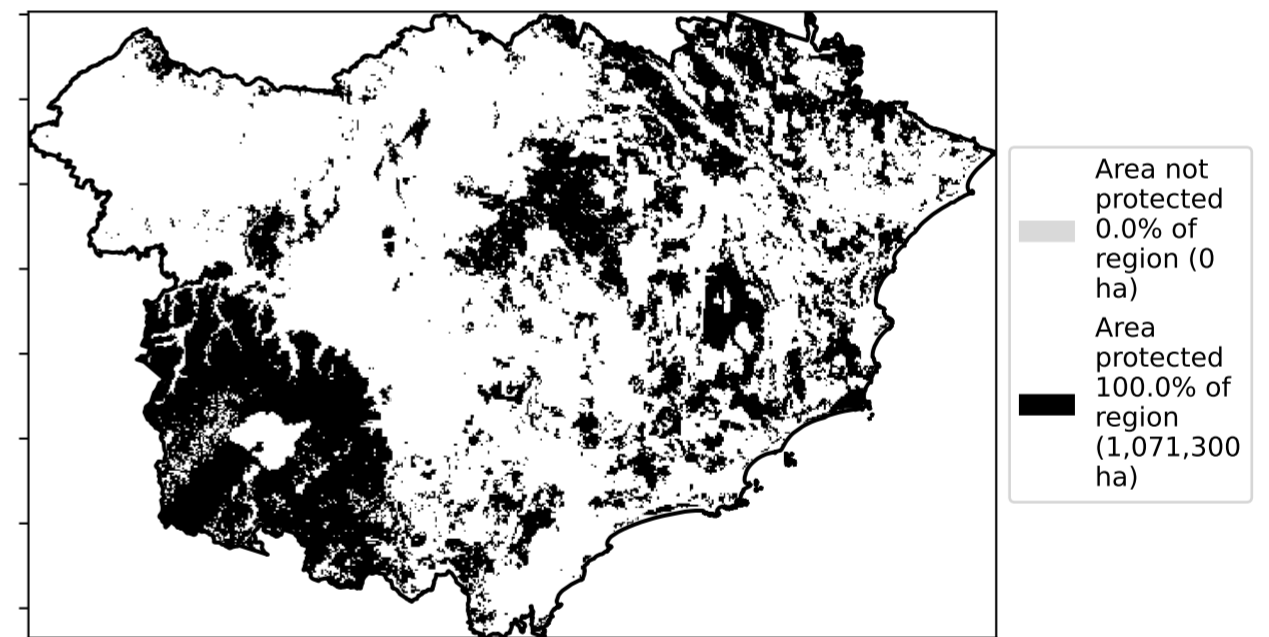 Area not
protected
0.0% of
region (0
ha)
Area
protected
100.0% of
region
(1,071,300
ha)